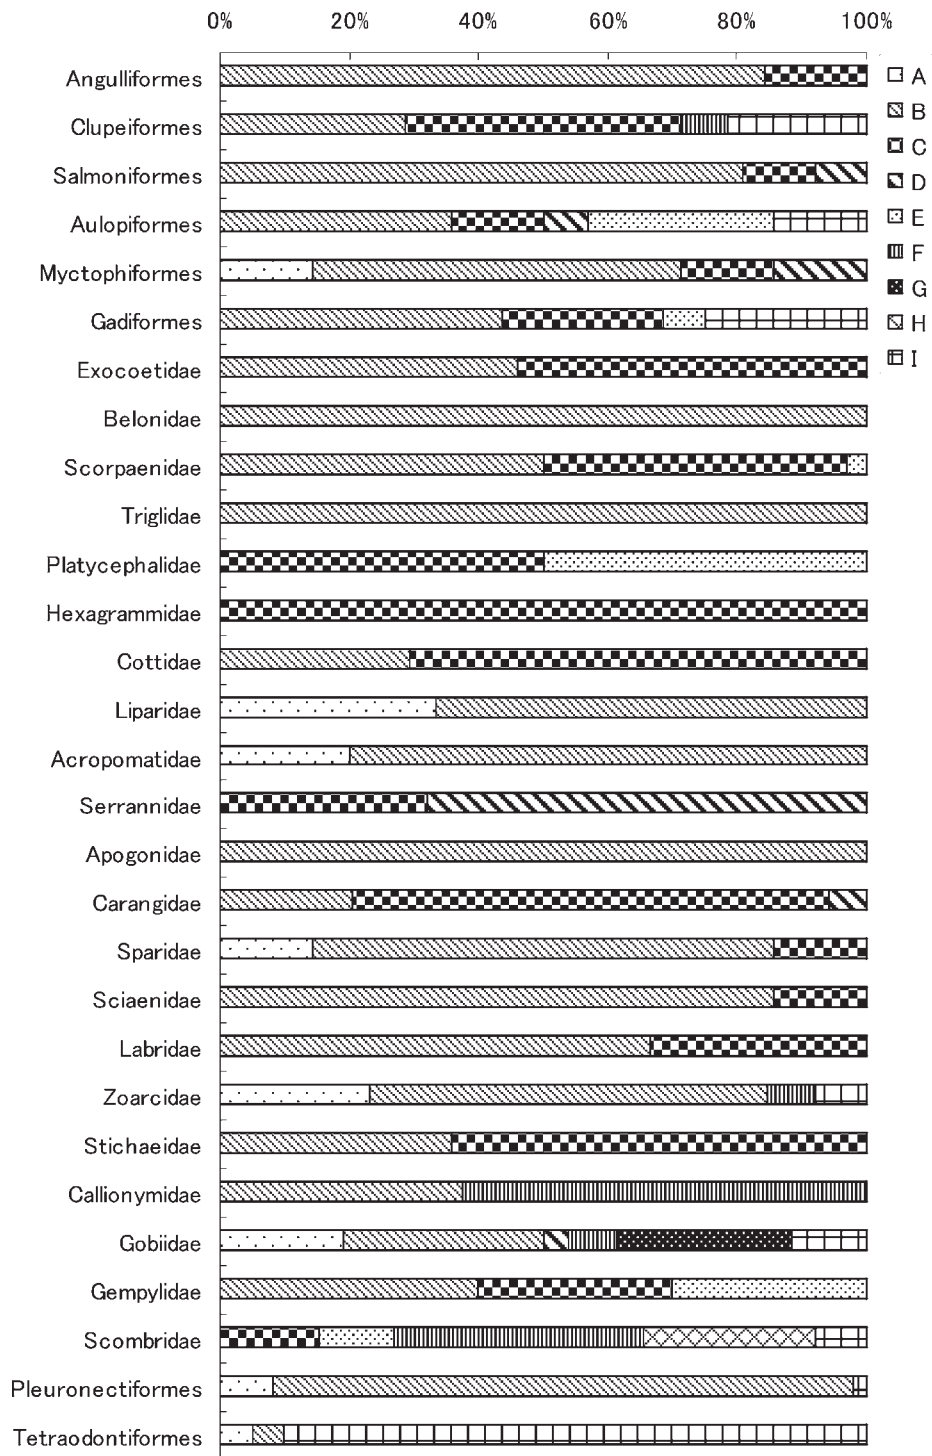 0% 20% 40% 60% 80% 100%
Angulliformes
Clupeiformes
Salmoniformes
Aulopiformes
Myctophiformes
Gadiformes
Exocoetidae
Belonidae
Scorpaenidae
Triglidae
Platycephalidae
Hexagrammidae
Cottidae
Liparidae
Acropomatidae
Serrannidae
Apogonidae
Carangidae
Sparidae
Sciaenidae
Labridae
Zoarcidae
Stichaeidae
Callionymidae
Gobiidae
Gempylidae
Scombridae
Pleuronectiformes
Tetraodontiformes
A
B
C
D
E
F
G
H
I